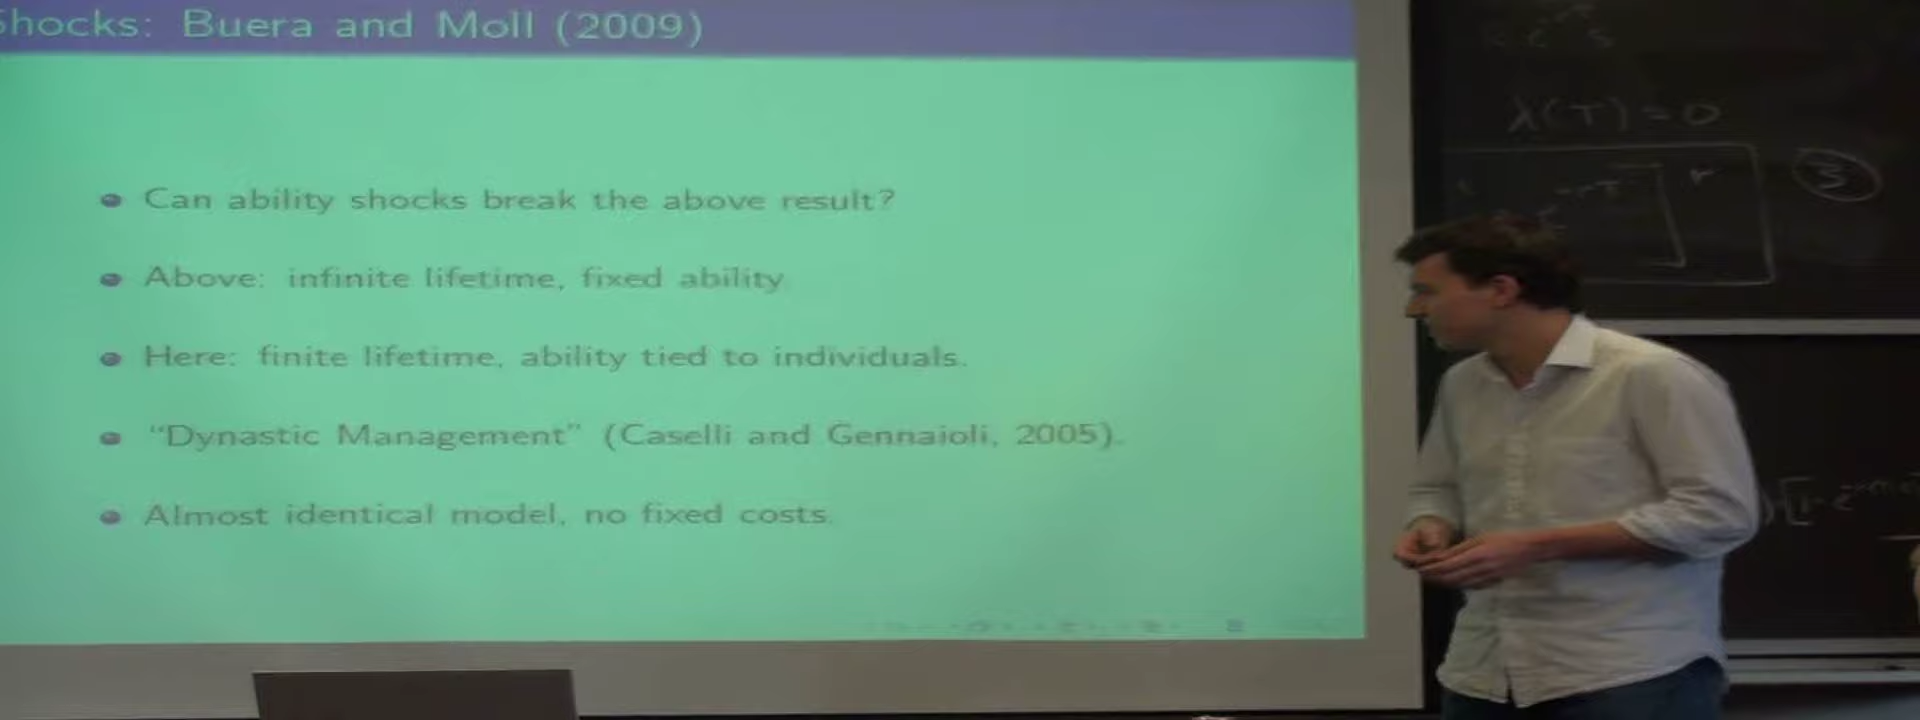 Shocks: Buera and Moll (2009)
Can ability shocks break the above result?
Above: infinite lifetime, fixed ability
Here: finite lifetime, ability tied to individuals.
"Dynastic Management" (Caselli and Gennaioli, 2005).
Almost identical model, no fixed costs.
λ(T) = 0